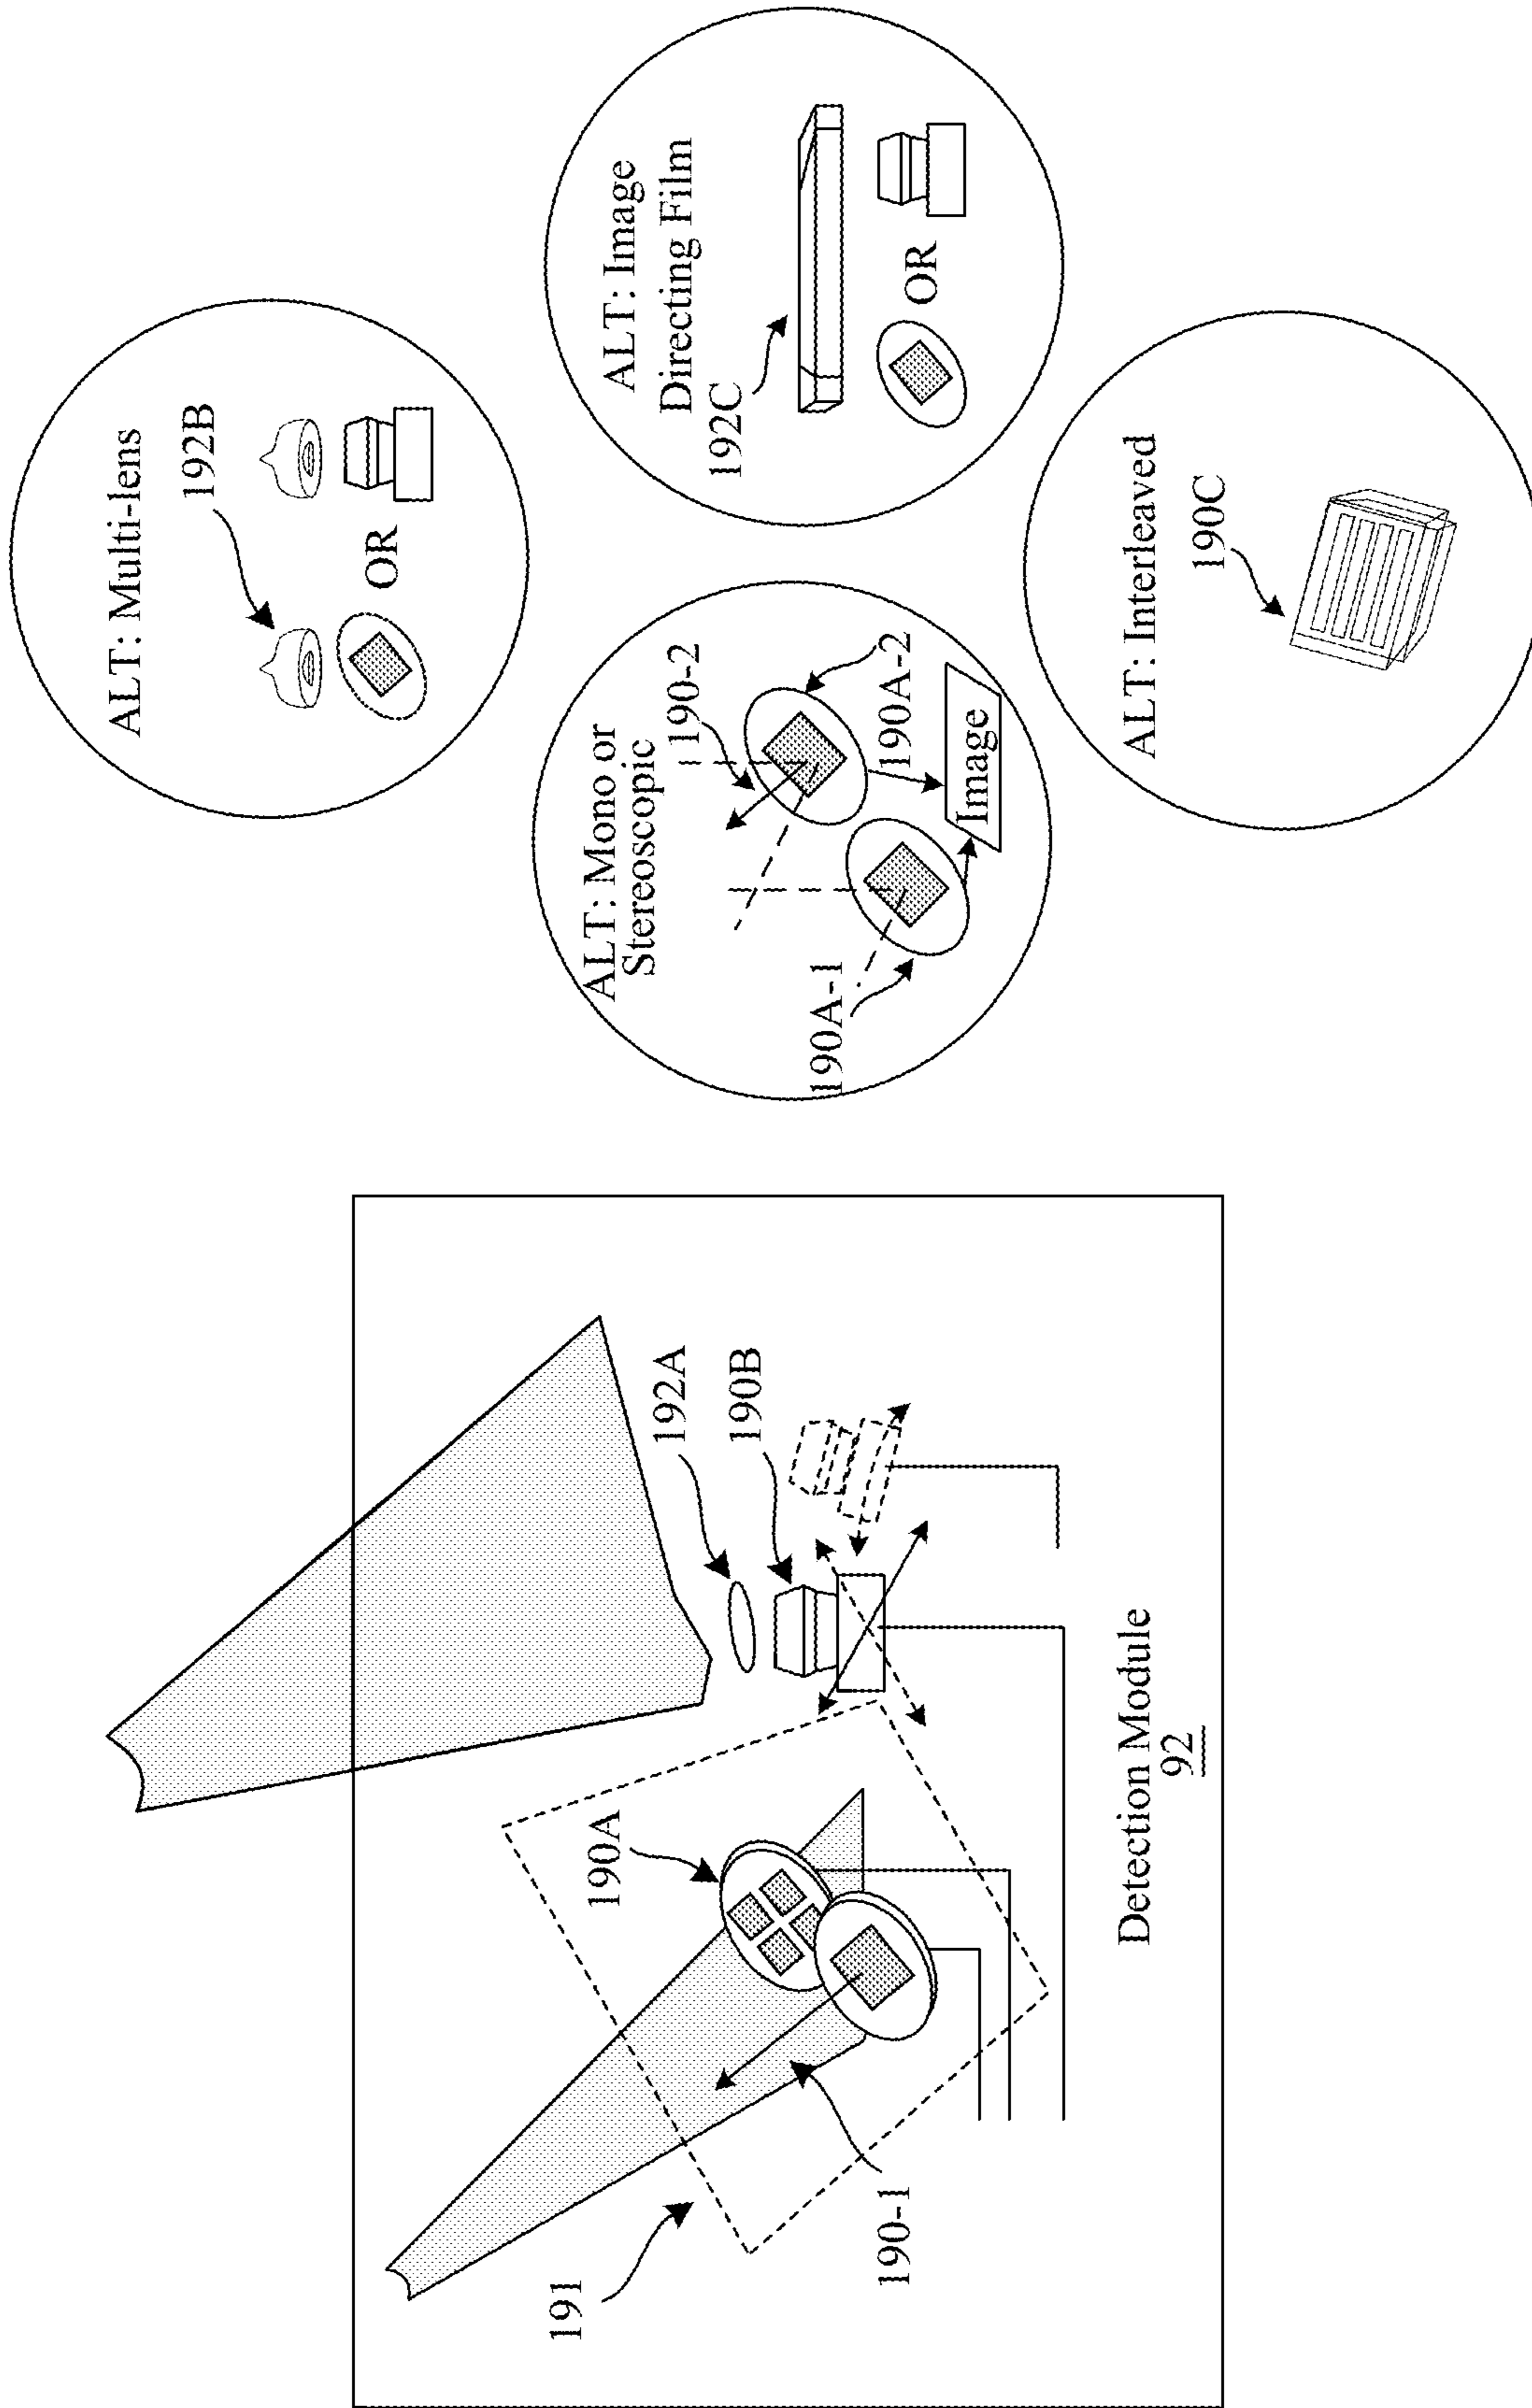 191
190-1
190A
192A
190B
Detection Module
92
ALT: Mono or
Stereoscopic
190-2
190A-1
190A-2
Image
ALT: Multi-lens
192B
OR
ALT: Image
Directing Film
192C
OR
ALT: Interleaved
190C